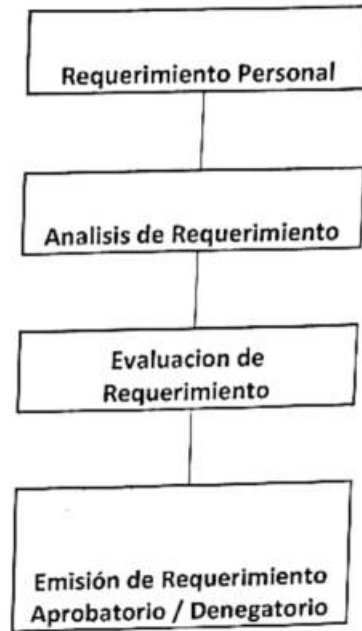 Requerimiento Personal
Analisis de Requerimiento
Evaluacion de
Requerimiento
Emisión de Requerimiento
Aprobatorio / Denegatorio